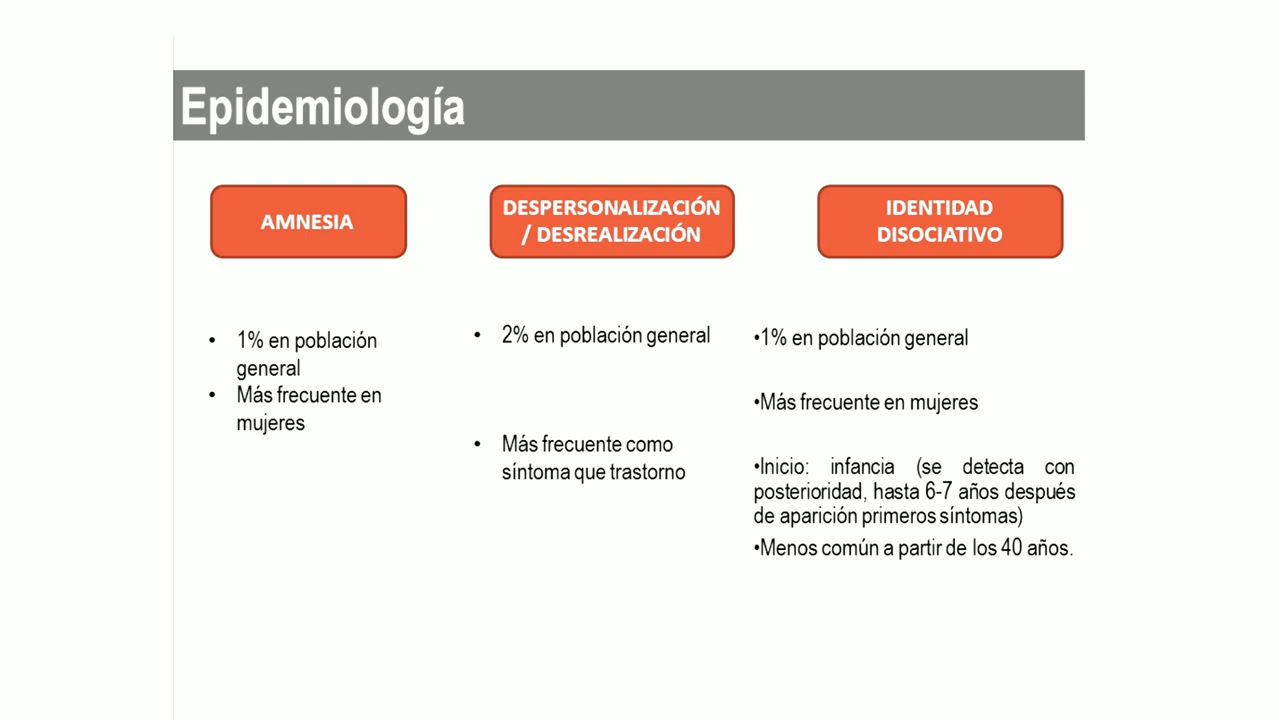 Epidemiología
AMNESIA
• 1% en población
general
• Más frecuente en
mujeres
DESPERSONALIZACIÓN
/ DESREALIZACIÓN
• 2% en población general
• Más frecuente como
síntoma que trastorno
IDENTIDAD
DISOCIATIVO
•1% en población general
•Más frecuente en mujeres
•Inicio: infancia (se detecta con
posterioridad, hasta 6-7 años después
de aparición primeros síntomas)
•Menos común a partir de los 40 años.